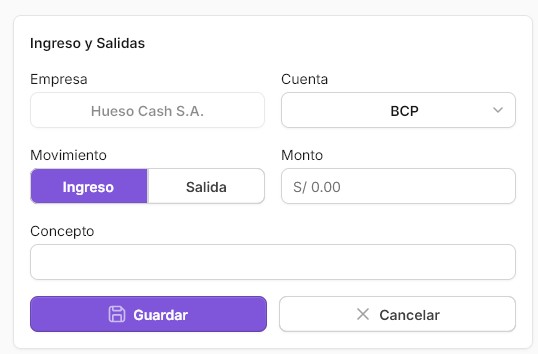 Ingreso y Salidas
Empresa Cuenta
Hueso Cash S.A. BCP
Movimiento Monto
Ingreso Salida S/ 0.00
Concepto
Guardar Cancelar